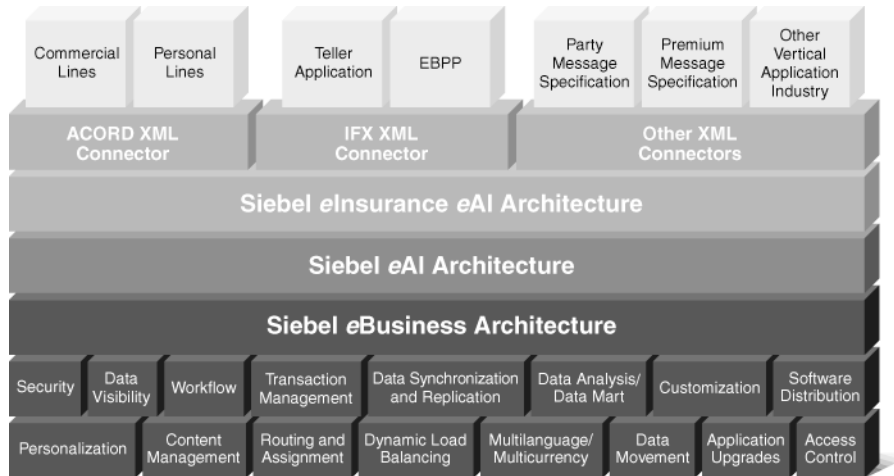 Commercial
Lines
Personal
Lines
Teller
Application
EBPP
Party
Message
Specification
Premium
Message
Specification
Other
Vertical
Application
Industry
ACORD XML
Connector
IFX XML
Connector
Other XML
Connectors
Siebel eInsurance eAI Architecture
Siebel eAI Architecture
Siebel eBusiness Architecture
Security
Data
Visibility
Workflow
Transaction
Management
Data Synchronization
and Replication
Data Analysis/
Data Mart
Customization
Software
Distribution
Personalization
Content
Management
Routing and
Assignment
Dynamic Load
Balancing
Multilanguage/
Multicurrency
Data
Movement
Application
Upgrades
Access
Control